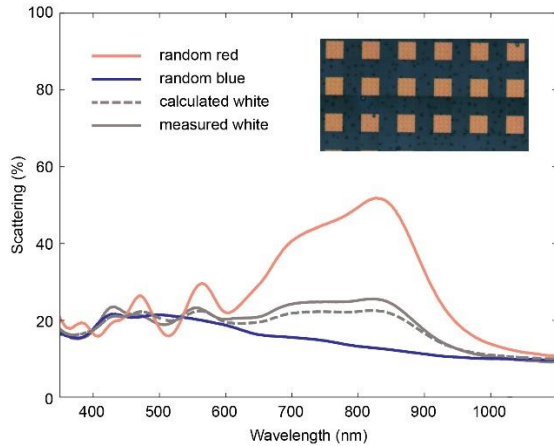 100
80
60
40
20
0
Scattering (%)
random red
random blue
calculated white
measured white
400 500 600 700 800 900 1000
Wavelength (nm)